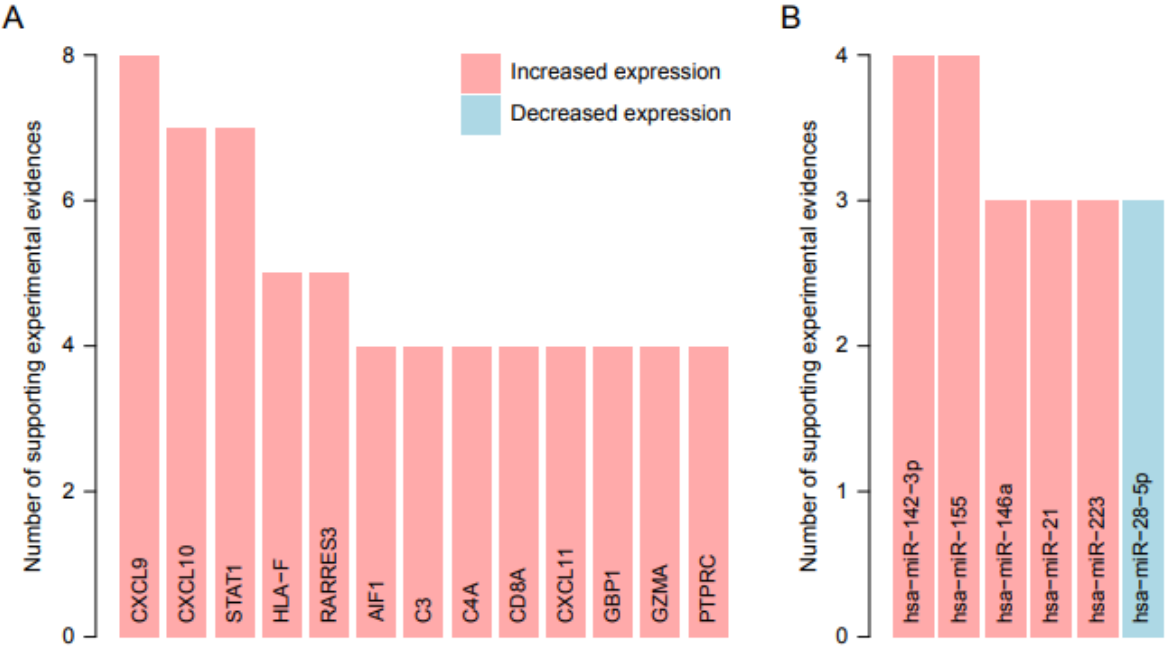 A
Number of supporting experimental evidences
8
6
4
2
0
CXCL9
CXCL10
STAT1
HLA−F
RARRES3
AIF1
C3
C4A
CD8A
CXCL11
GBP1
GZMA
PTPRC
Increased expression
Decreased expression
B
Number of supporting experimental evidences
4
3
2
1
0
hsa−miR−142−3p
hsa−miR−155
hsa−miR−146a
hsa−miR−21
hsa−miR−223
hsa−miR−28−5p